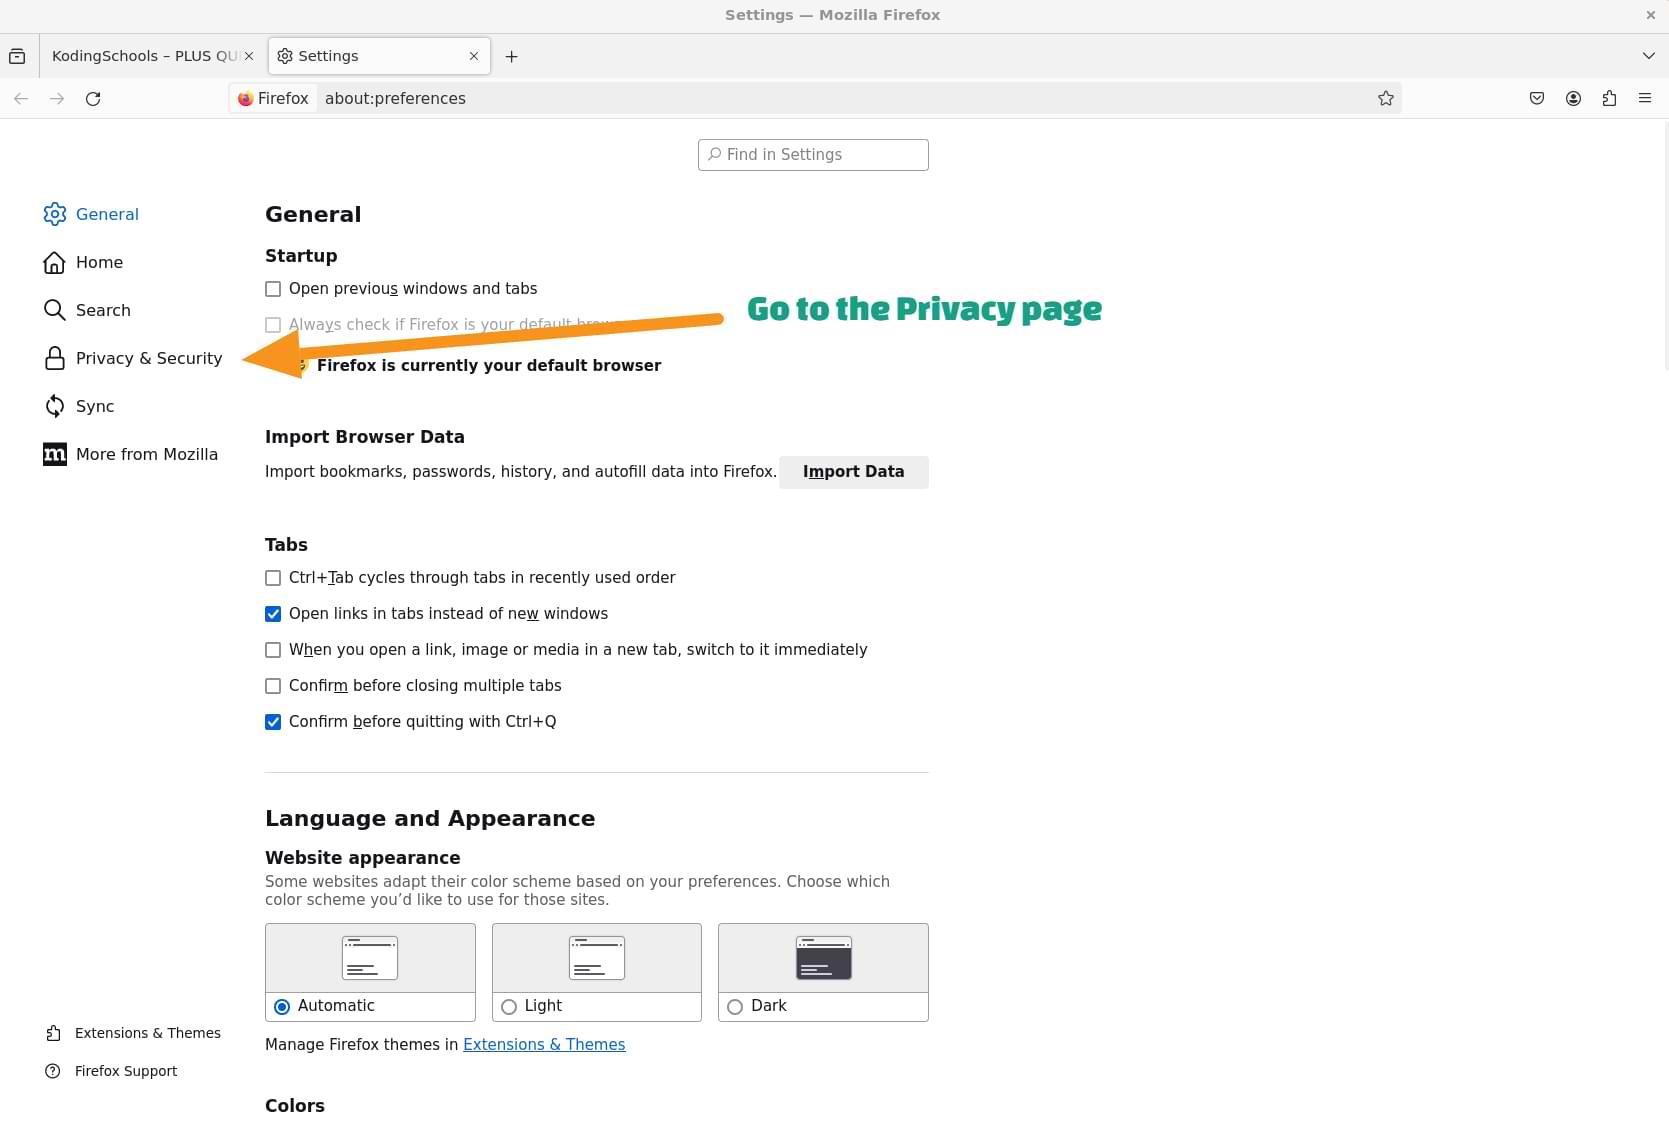 Settings — Mozilla Firefox
KodingSchools – PLUS QU
Settings
Firefox
about:preferences
Find in Settings
General
Home
Search
Privacy & Security
Sync
More from Mozilla
Extensions & Themes
Firefox Support
General
Startup
Open previous windows and tabs
Always check if Firefox is your default
Go to the Privacy page
Firefox is currently your default browser
Import Browser Data
Import bookmarks, passwords, history, and autofill data into Firefox.
Import Data
Tabs
Ctrl+Tab cycles through tabs in recently used order
Open links in tabs instead of new windows
When you open a link, image or media in a new tab, switch to it immediately
Confirm before closing multiple tabs
Confirm before quitting with Ctrl+Q
Language and Appearance
Website appearance
Some websites adapt their color scheme based on your preferences. Choose which
color scheme you’d like to use for those sites.
Automatic
Light
Dark
Manage Firefox themes in Extensions & Themes
Colors